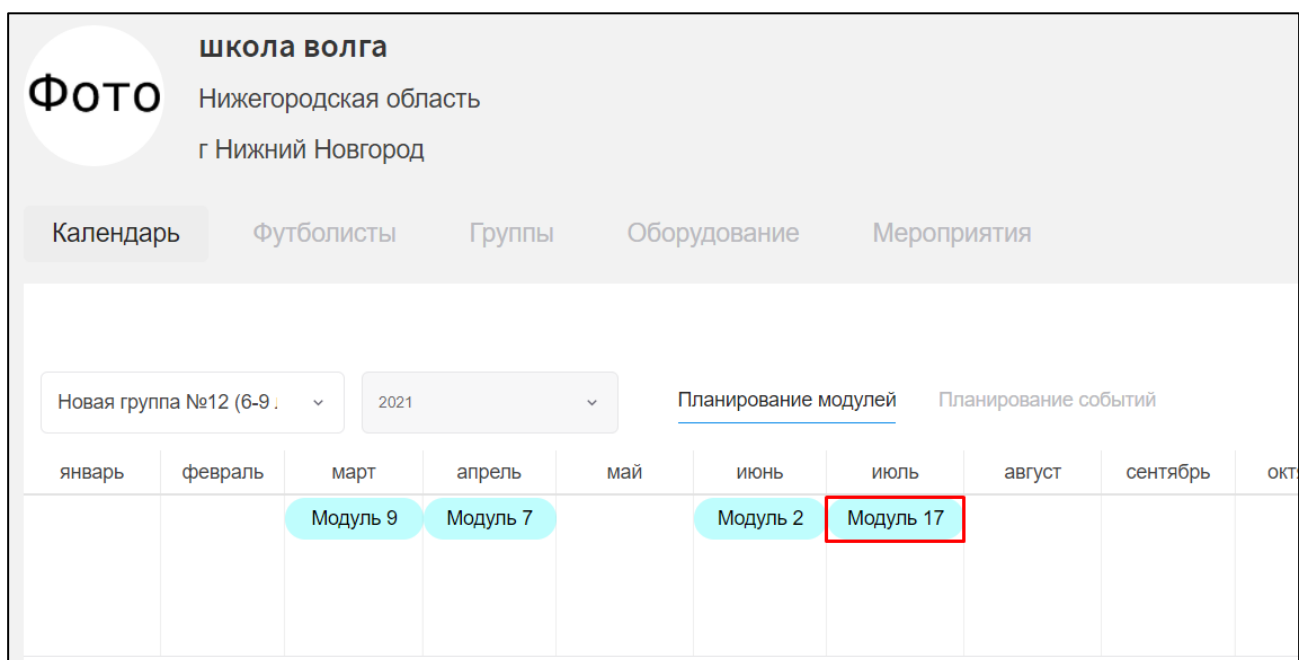 Фото
школа волга
Нижегородская область
г Нижний Новгород
Календарь Футболисты Группы Оборудование Мероприятия
Новая группа №12 (6-9 2021 Планирование модулей Планирование событий
январь февраль март апрель май июнь июль август сентябрь
Модуль 9 Модуль 7 Модуль 2 Модуль 17